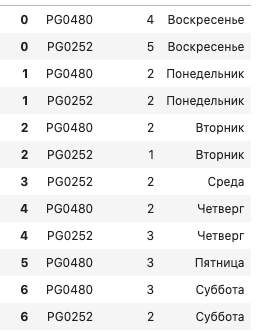 0 PG0480 4 Воскресенье
0 PG0252 5 Воскресенье
1 PG0480 2 Понедельник
1 PG0252 2 Понедельник
2 PG0480 2 Вторник
2 PG0252 1 Вторник
3 PG0252 2 Среда
4 PG0480 2 Четверг
4 PG0252 3 Четверг
5 PG0480 3 Пятница
6 PG0480 3 Суббота
6 PG0252 2 Суббота